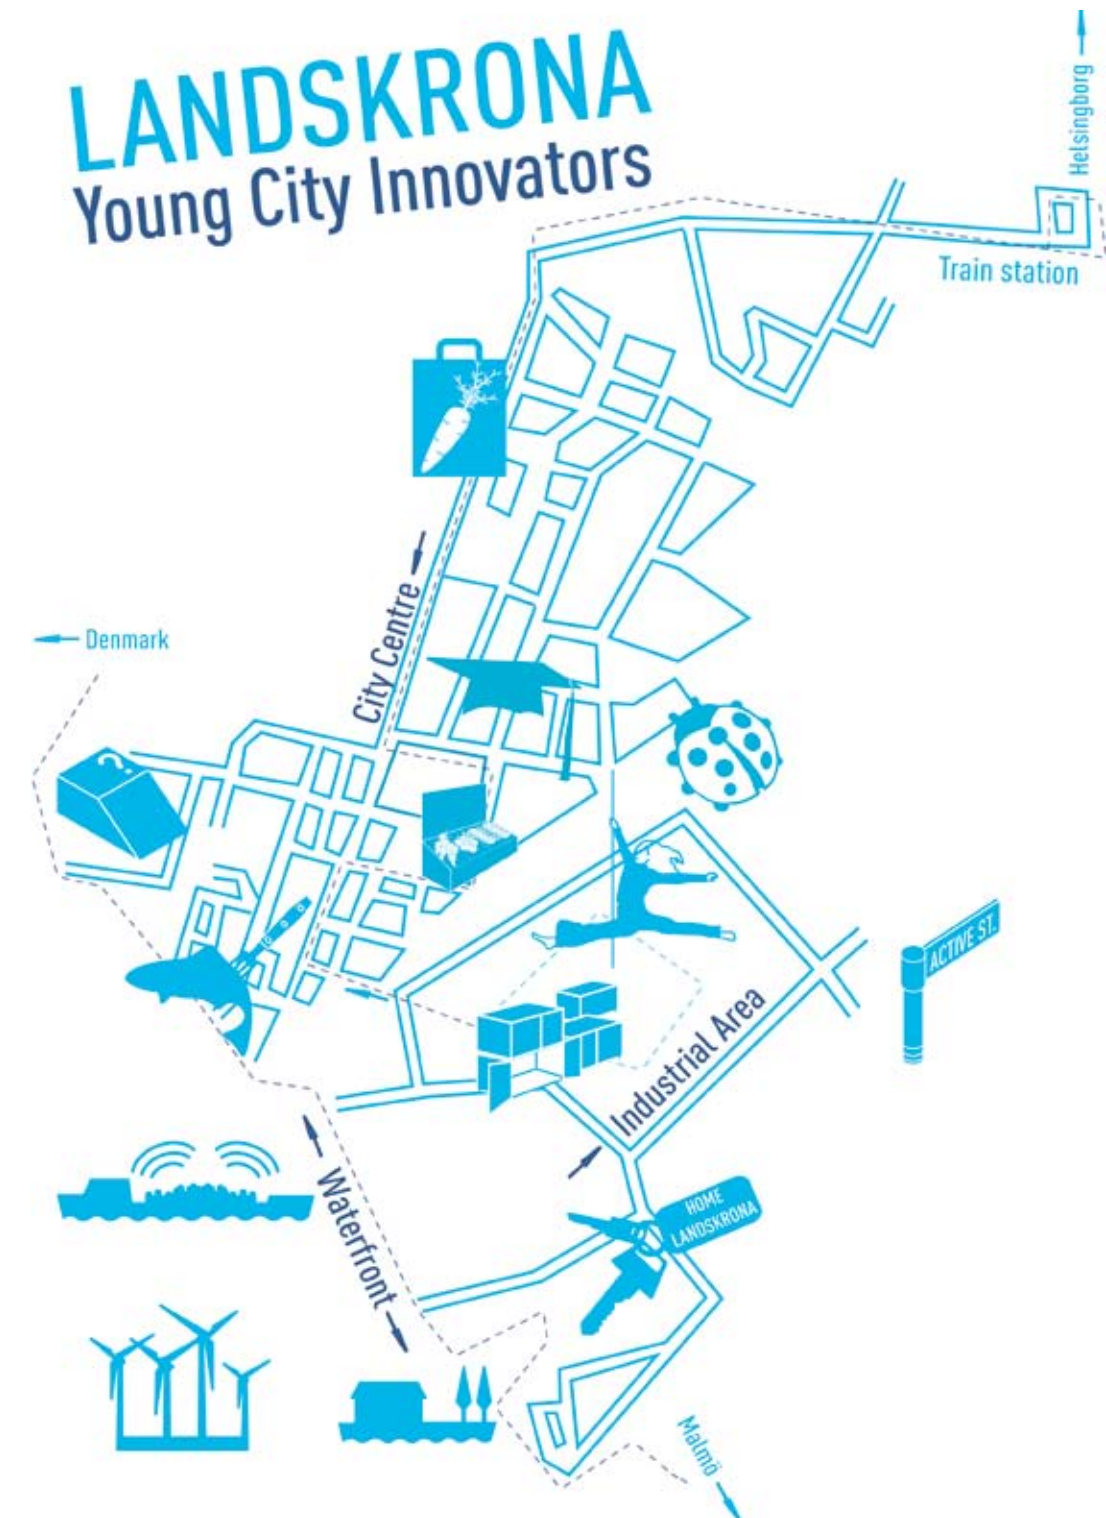 LANDSKRONA
Young City Innovators
Helsingborg
Train station
City Centre
Denmark
?
ACTIVE ST.
Industrial Area
HOME
LANDSKRONA
Waterfront
Malmö